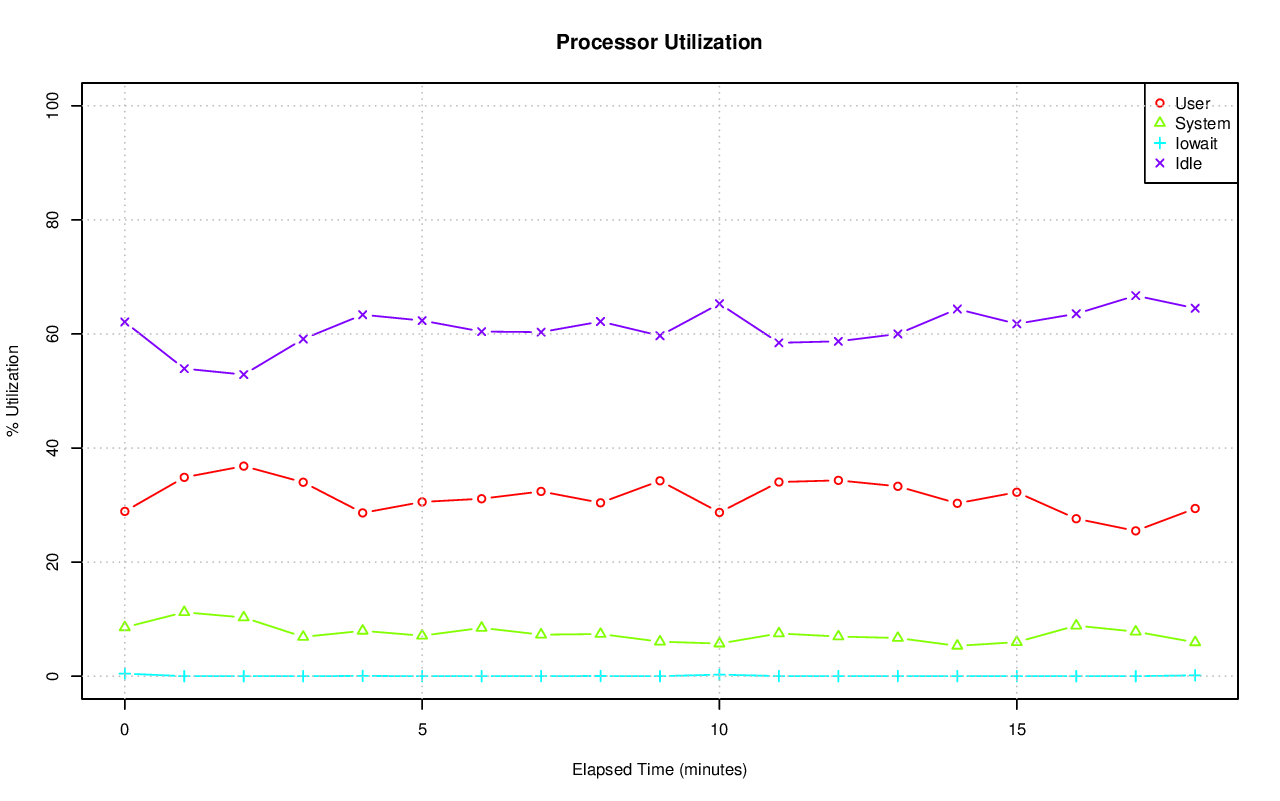 Processor Utilization
100
80
60
40
20
0
% Utilization
User
System
Iowait
Idle
0
5
10
15
Elapsed Time (minutes)